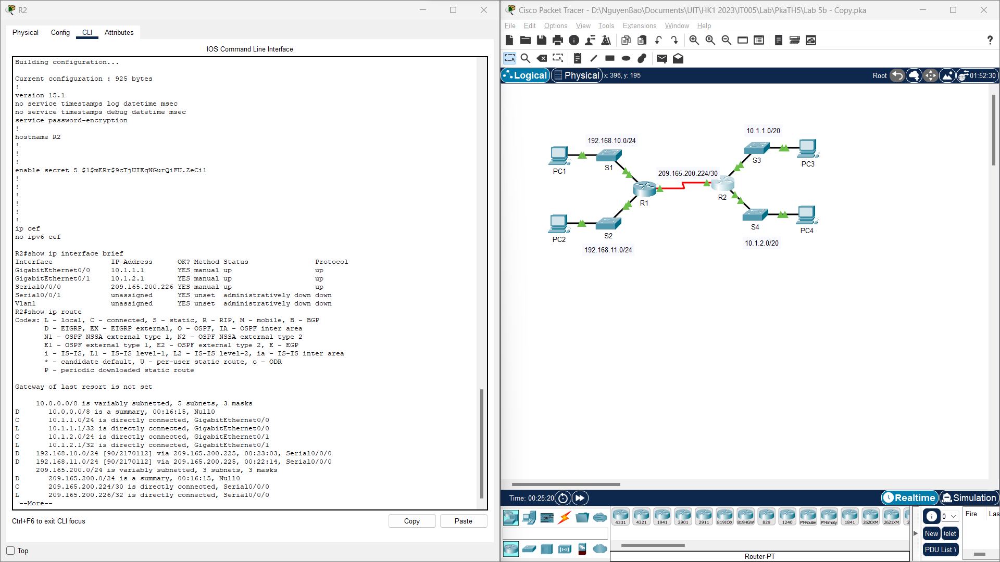 R2
Physical
Config
CLI
Attributes
IOS Command Line Interface
Building configuration...
Current configuration : 925 bytes
!
version 15.1
no service timestamps log datetime msec
no service timestamps debug datetime msec
service password-encryption
!
hostname R2
!
!
!
enable secret 5 $1$mERr$9cTjUIEqNGurQiFU.ZeCi1
!
!
!
!
!
!
ip cef
no ipv6 cef
R2#show ip interface brief
Interface IP-Address OK? Method Status Protocol
GigabitEthernet0/0 10.1.1.1 YES manual up up
GigabitEthernet0/1 10.1.2.1 YES manual up up
Serial0/0/0 209.165.200.226 YES manual up up
Serial0/0/1 unassigned YES unset administratively down down
Vlan1 unassigned YES unset administratively down down
R2#show ip route
Codes: L - local, C - connected, S - static, R - RIP, M - mobile, B - BGP
D - EIGRP, EX - EIGRP external, O - OSPF, IA - OSPF inter area
N1 - OSPF NSSA external type 1, N2 - OSPF NSSA external type 2
E1 - OSPF external type 1, E2 - OSPF external type 2, E - EGP
i - IS-IS, L1 - IS-IS level-1, L2 - IS-IS level-2, ia - IS-IS inter area
* - candidate default, U - per-user static route, o - ODR
P - periodic downloaded static route
Gateway of last resort is not set
10.0.0.0/8 is variably subnetted, 5 subnets, 3 masks
D 10.0.0.0/8 is a summary, 00:16:15, Null0
C 10.1.1.0/24 is directly connected, GigabitEthernet0/0
L 10.1.1.1/32 is directly connected, GigabitEthernet0/0
C 10.1.2.0/24 is directly connected, GigabitEthernet0/1
L 10.1.2.1/32 is directly connected, GigabitEthernet0/1
D 192.168.10.0/24 [90/2170112] via 209.165.200.225, 00:23:03, Serial0/0/0
D 192.168.11.0/24 [90/2170112] via 209.165.200.225, 00:22:14, Serial0/0/0
209.165.200.0/24 is variably subnetted, 3 subnets, 3 masks
D 209.165.200.0/24 is a summary, 00:16:15, Null0
C 209.165.200.224/30 is directly connected, Serial0/0/0
L 209.165.200.226/32 is directly connected, Serial0/0/0
--More--
Ctrl+F6 to exit CLI focus
Copy
Paste
Top
Cisco Packet Tracer - D:\NguyenBao\Documents\UIT\HK1 2023\IT005\Lab\PkaTH5\Lab 5b - Copy.pka
File Edit Options View Tools Extensions Window Help
?
Logical
Physical
x: 396, y: 195
Root
01:52:30
10.1.1.0/20
192.168.10.0/24
PC1
S1
S3
PC3
209.165.200.224/30
R1
R2
PC2
S2
S4
PC4
192.168.11.0/24
10.1.2.0/20
Time: 00:25:20
Realtime
Simulation
4331
4321
1941
2901
2911
819IOX
819HGW
829
1240
PT-Router
PT-Empty
1841
2620XM
2621XM
2
Router-PT
0
New
elet
PDU List
Fire
Las